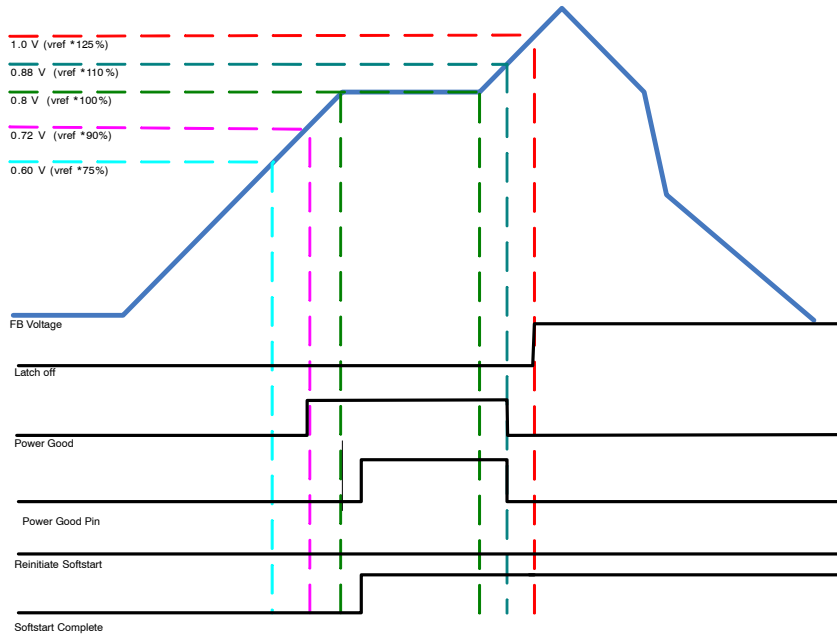 1.0 V (vref *125%)
0.88 V (vref *110%)
0.8 V (vref *100%)
0.72 V (vref *90%)
0.60 V (vref *75%)
FB Voltage
Latch off
Power Good
Power Good Pin
Reinitiate Softstart
Softstart Complete